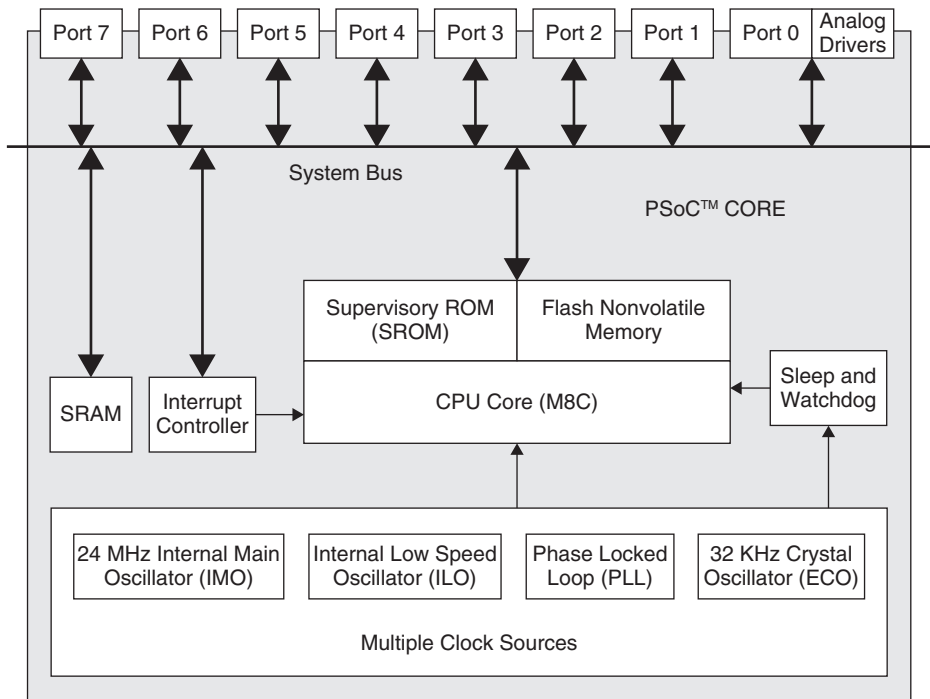 Port 7
Port 6
Port 5
Port 4
Port 3
Port 2
Port 1
Port 0
Analog
Drivers
System Bus
PSoC™ CORE
Supervisory ROM
(SROM)
Flash Nonvolatile
Memory
CPU Core (M8C)
SRAM
Interrupt
Controller
Sleep and
Watchdog
24 MHz Internal Main
Oscillator (IMO)
Internal Low Speed
Oscillator (ILO)
Phase Locked
Loop (PLL)
32 KHz Crystal
Oscillator (ECO)
Multiple Clock Sources